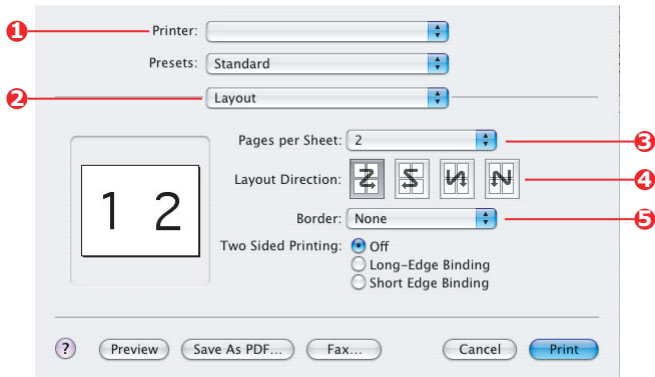 1 Printer:
Presets: Standard
2 Layout
Pages per Sheet: 2 3
Layout Direction: 4
Border: None 5
1 2
Two Sided Printing: Off
Long-Edge Binding
Short Edge Binding
? Preview Save As PDF... Fax... Cancel Print